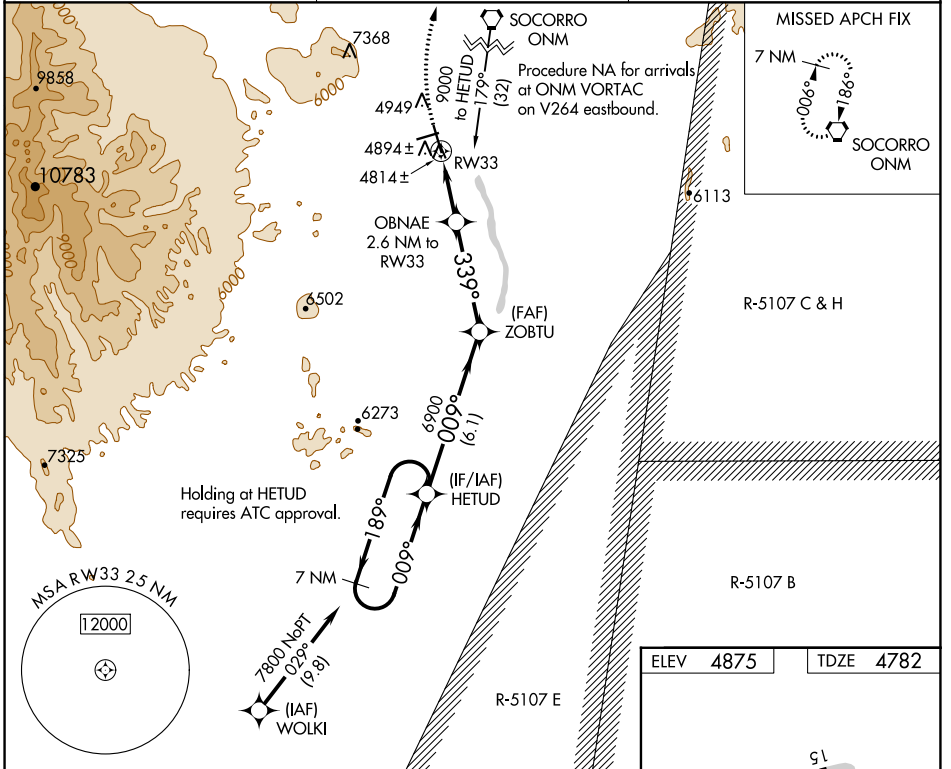 SOCORRO
ONM
MISSED APCH FIX
7 NM
006°
186°
SOCORRO
ONM
7368
9858
6000
9000
to HETUD
179°
(32)
Procedure NA for arrivals
at ONM VORTAC
on V264 eastbound.
4949
4894 ±
4814 ±
RW33
10783
6113
9000
OBNAE
2.6 NM to
RW33
339°
6000
6502
R-5107 C & H
(FAF)
ZOBTU
6900
009°
(6.1)
6273
7325
(IF/IAF)
HETUD
Holding at HETUD
requires ATC approval.
189°
009°
7 NM
R-5107 B
MSA RW33 25 NM
12000
7800 NoPT
029°
(9.8)
(IAF)
WOLKI
R-5107 E
ELEV 4875
TDZE 4782
15